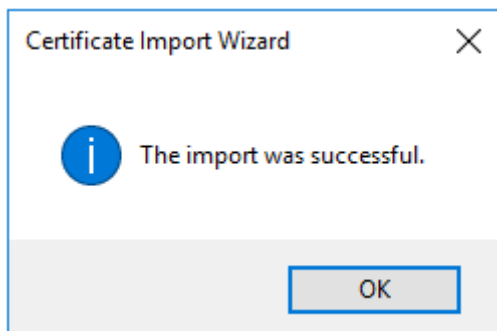 Certificate Import Wizard
The import was successful.
OK